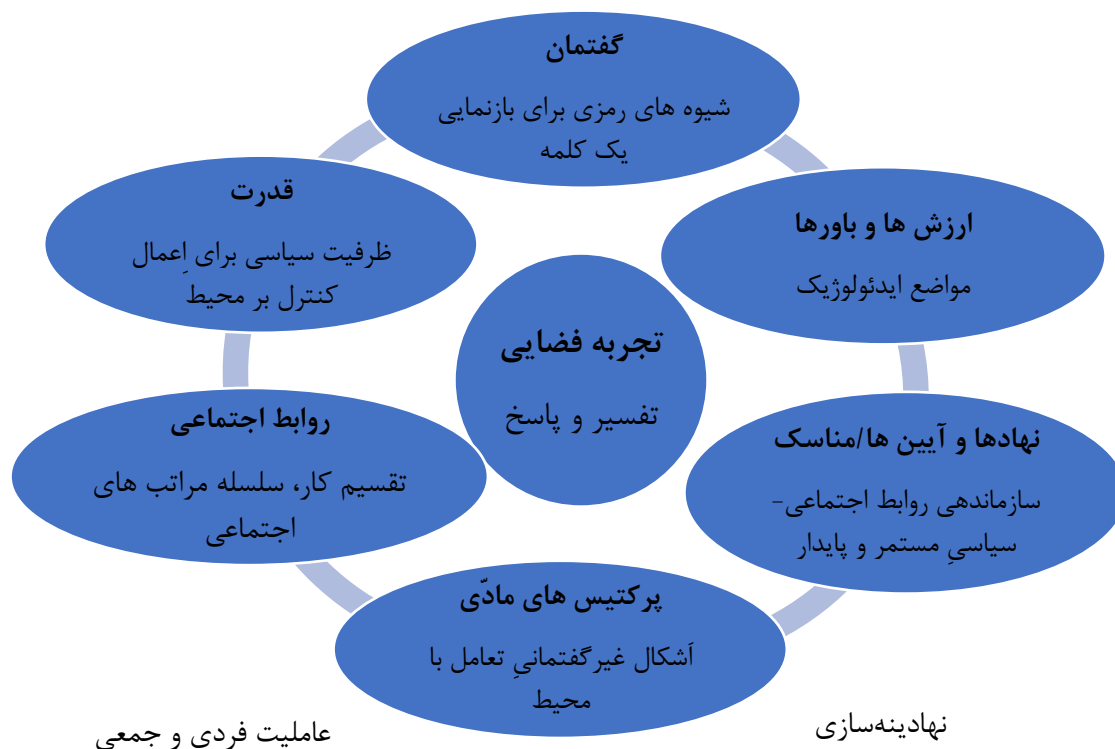 گفتمان
شیوه های رمزی برای بازنمایی
یک کلمه
ارزش ها و باورها
مواضع ایدئولوژیک
نهادها و آیین ها/مناسک
سازماندهی روابط اجتماعی-
سیاسیِ مستمر و پایدار
پرکتیس های مادّی
اَشکال غیرگفتمانیِ تعامل با
محیط
روابط اجتماعی
تقسیم کار، سلسله مراتب های
اجتماعی
قدرت
ظرفیت سیاسی برای اِعمال
کنترل بر محیط
تجربه فضایی
تفسیر و پاسخ
نهادینه‌سازی
عاملیت فردی و جمعی